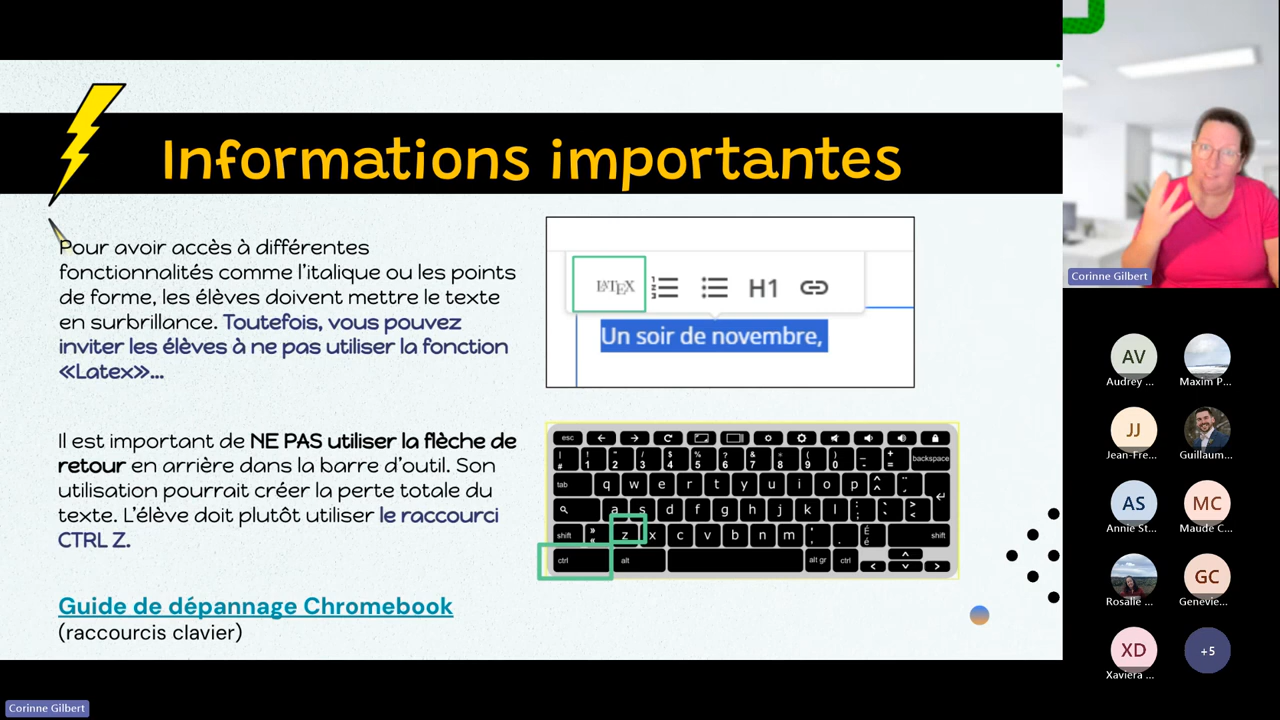 Informations importantes
Pour avoir accès à différentes
fonctionnalités comme l'italique ou les points
de forme, les élèves doivent mettre le texte
en surbrillance. Toutefois, vous pouvez
inviter les élèves à ne pas utiliser la fonction
«Latex»...
LATEX
H1
Un soir de novembre,
Il est important de NE PAS utiliser la flèche de
retour en arrière dans la barre d'outil. Son
utilisation pourrait créer la perte totale du
texte. L'élève doit plutôt utiliser le raccourci
CTRL Z.
esc
backspace
tab q w e r t y u i o p
a s d f g h j k l
shift z x c v b n m shift
ctrl alt alt gr ctrl
Guide de dépannage Chromebook
(raccourcis clavier)
Corinne Gilbert
Corinne Gilbert
AV
Audrey ...
Maxim P...
JJ
Jean-Fre...
Guillaum...
AS
Annie St...
MC
Maude C...
Rosalie ...
GC
Genevie...
XD
Xaviera ...
+5